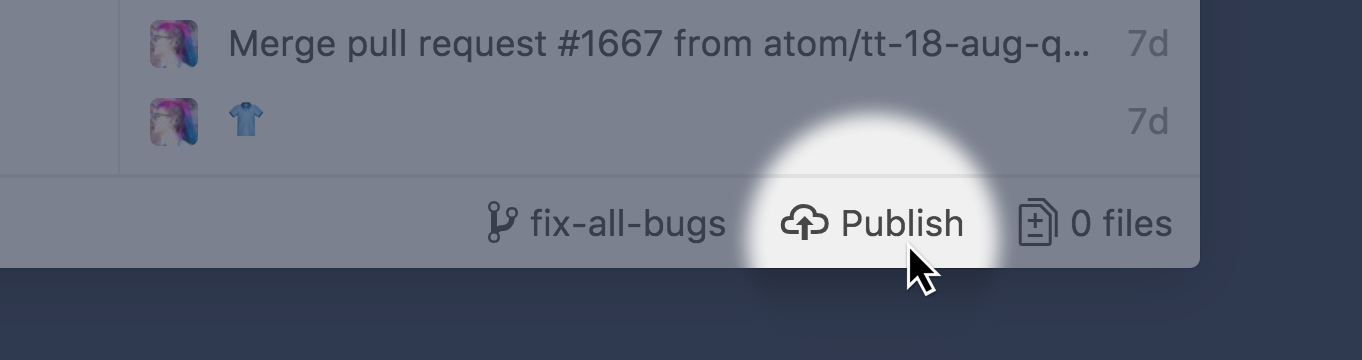 Merge pull request #1667 from atom/tt-18-aug-q... 7d
7d
fix-all-bugs Publish 0 files